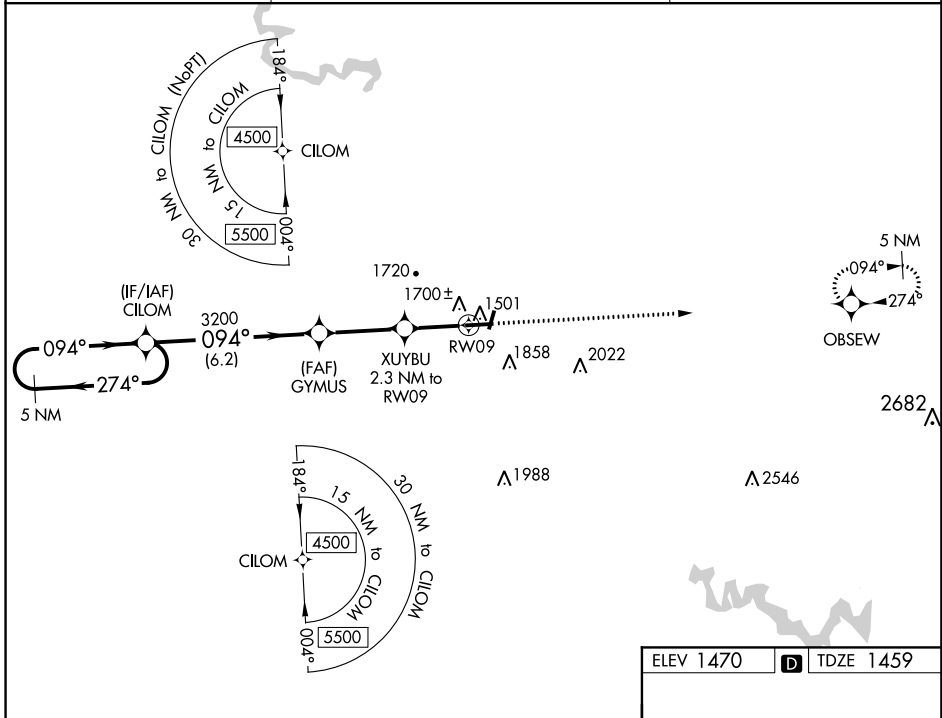 30 NM to CILOM (NoPT)
15 NM to CILOM
184°
4500
CILOM
5500
004°
1720
1700±
1501
5 NM
094°
274°
OBSEW
(IF/IAF)
CILOM
3200
094°
(6.2)
094°
274°
5 NM
(FAF)
GYMUS
XUYBU
2.3 NM to
RW09
RW09
1858
2022
2682
1988
2546
184°
15 NM to CILOM
30 NM to CILOM
4500
CILOM
5500
004°
ELEV 1470 D TDZE 1459